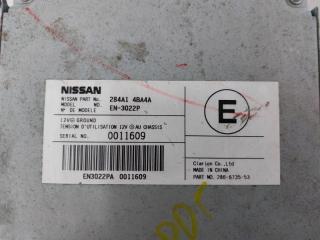 NISSAN
NISSAN PART No. 284A1 4BA4A
MODEL NO. EN-3022P
N° DE MODELE
E
12V⊖ GROUND
TENSION D'UTILISATION 12V ⊖ AU CHASSIS
SERIAL NO. 0011609
EN3022PA 0011609
Clarion Co.,Ltd
MADE IN CHINA
PART NO. 286-6735-53